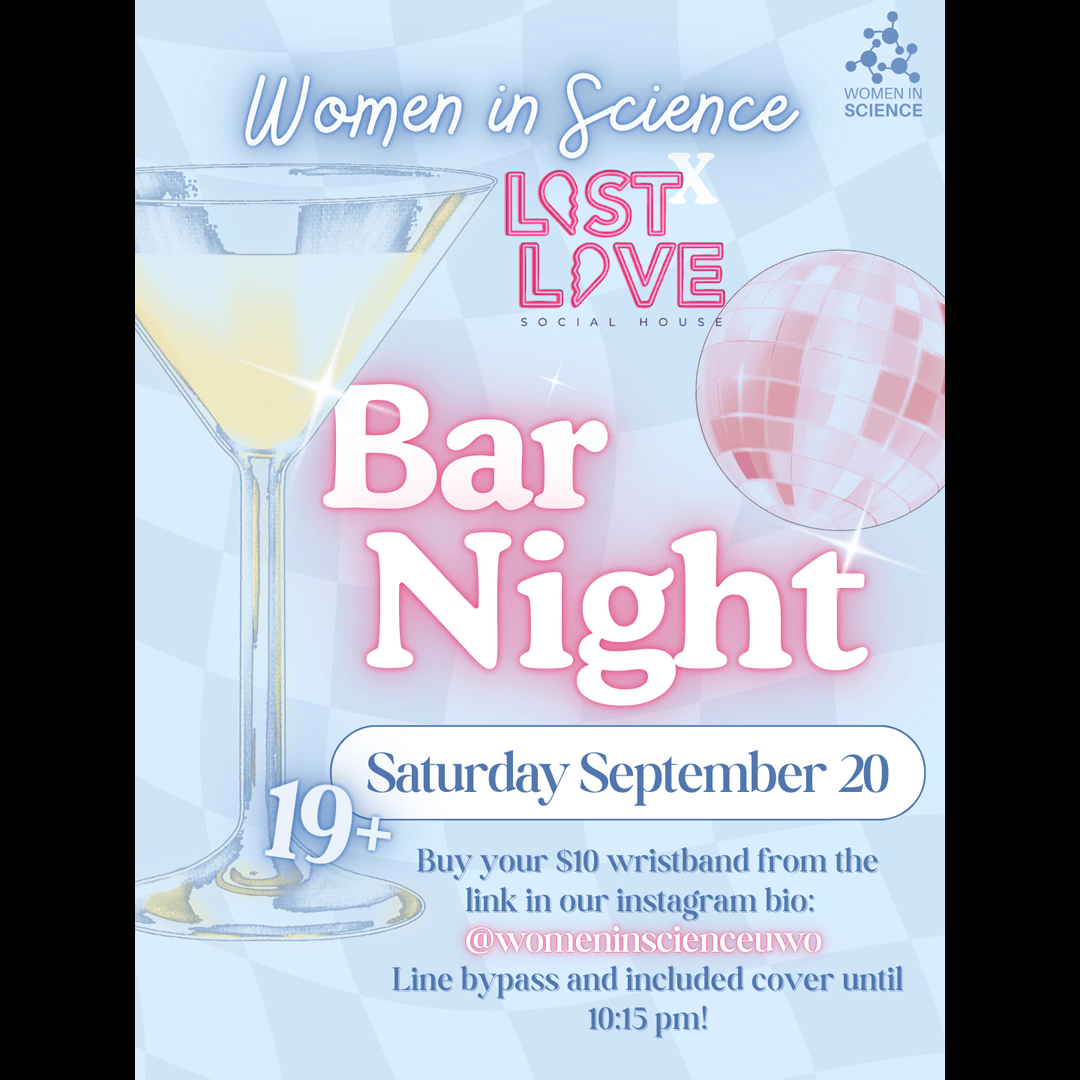 WOMEN IN
SCIENCE
Women in Science
x
LOST
LOVE
SOCIAL HOUSE
Bar
Night
Saturday September 20
19+
Buy your $10 wristband from the
link in our instagram bio:
@womeninscienceuwo
Line bypass and included cover until
10:15 pm!